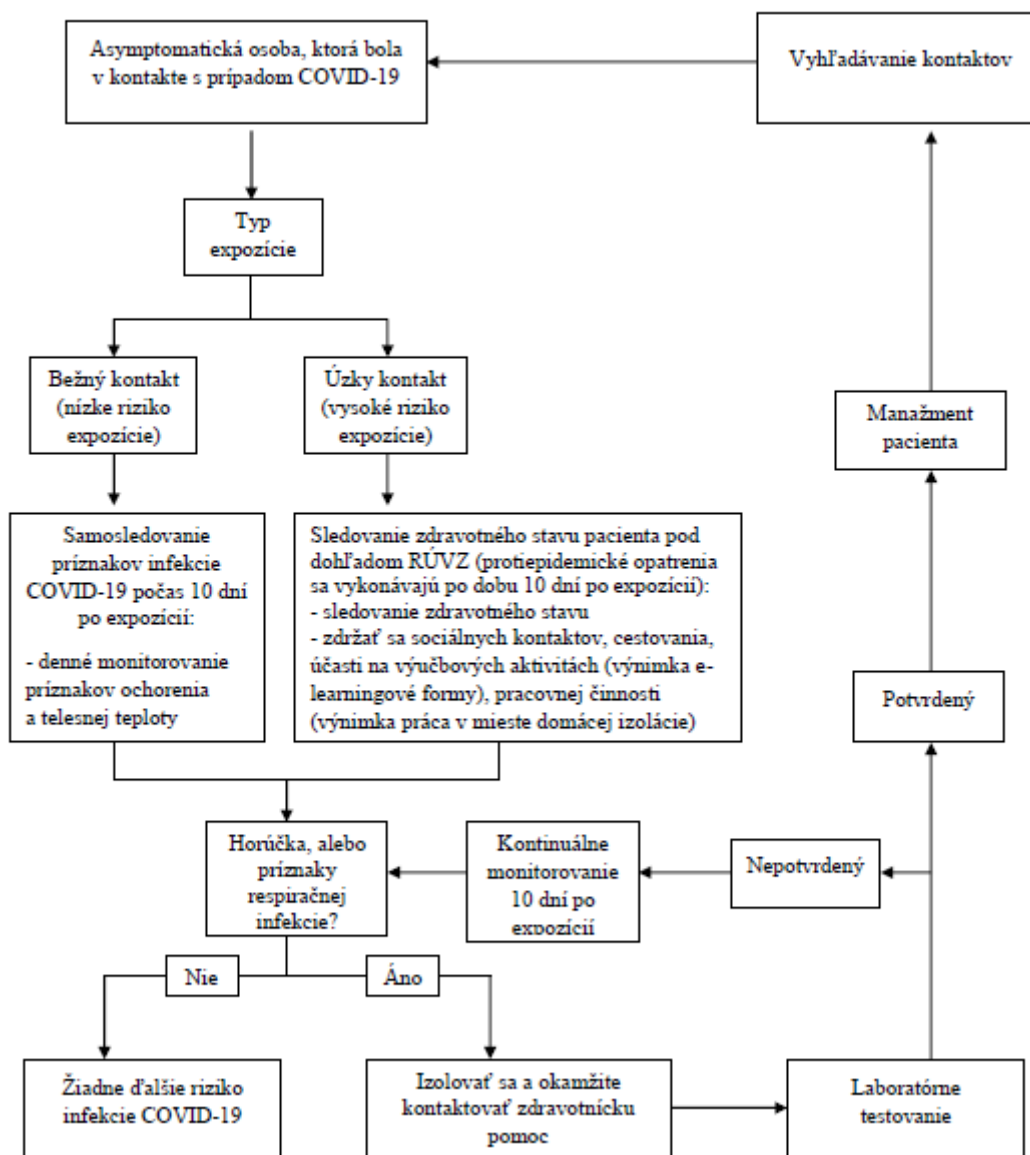 Asymptomatická osoba, ktorá bola
v kontakte s prípadom COVID-19
Vyhľadávanie kontaktov
Typ
expozície
Bežný kontakt
(nízke riziko
expozície)
Úzky kontakt
(vysoké riziko
expozície)
Manažment
pacienta
Samosledovanie
príznakov infekcie
COVID-19 počas 10 dní
po expozícií:
- denné monitorovanie
príznakov ochorenia
a telesnej teploty
Sledovanie zdravotného stavu pacienta pod
dohľadom RÚVZ (protiepidemické opatrenia
sa vykonávajú po dobu 10 dní po expozícií):
- sledovanie zdravotného stavu
- zdržať sa sociálnych kontaktov, cestovania,
účasti na výučbových aktivitách (výnimka e-
learningové formy), pracovnej činnosti
(výnimka práca v mieste domácej izolácie)
Potvrdený
Horúčka, alebo
príznaky
respiračnej
infekcie?
Kontinuálne
monitorovanie
10 dní po
expozícií
Nepotvrdený
Nie
Áno
Žiadne ďalšie riziko
infekcie COVID-19
Izolovať sa a okamžite
kontaktovať zdravotnícku
pomoc
Laboratórne
testovanie